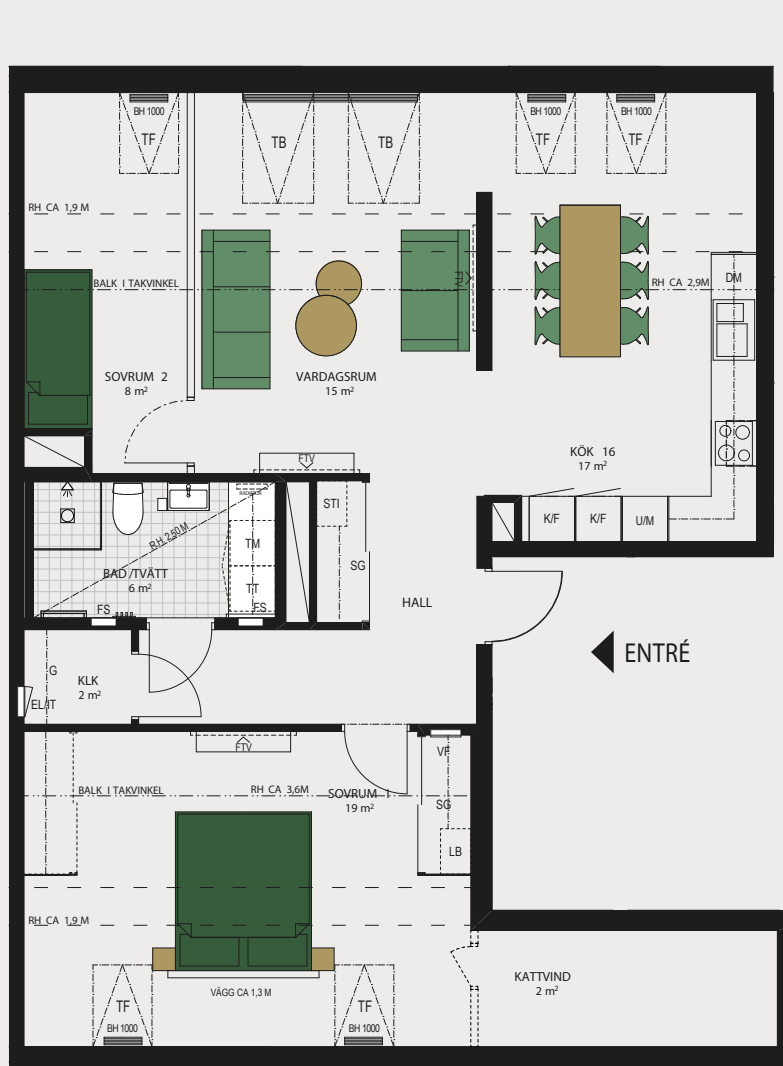 BH 1000
TF
TB
TB
BH 1000
TF
BH 1000
TF
RH CA 1,9 M
BALK I TAKVINKEL
FTV
RH CA 2,9M
DM
SOVRUM 2
8 m²
VARDAGSRUM
15 m²
KÖK 16
17 m²
FTV
K/F
K/F
U/M
STI
SG
RH 2,50 M
TM
TT
BAD /TVÄTT
6 m²
FS
FS
HALL
ENTRÉ
G
KLK
2 m²
EL/IT
FTV
VF
BALK I TAKVINKEL
RH CA 3,6M
SOVRUM 1
19 m²
SG
LB
RH CA 1,9 M
VÄGG CA 1,3 M
KATTVIND
2 m²
TF
BH 1000
TF
BH 1000